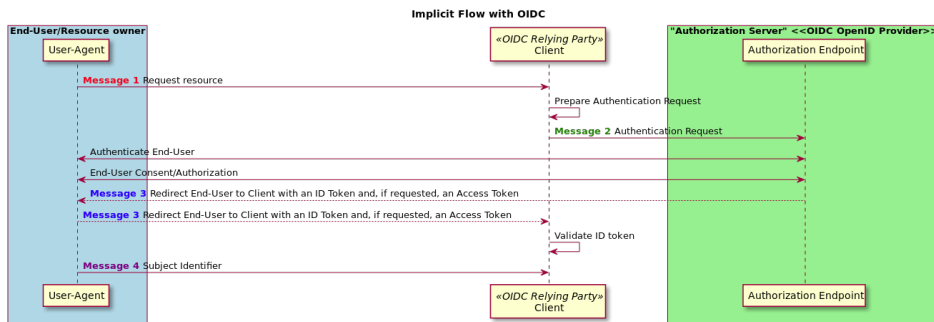 Implicit Flow with OIDC
End-User/Resource owner
"Authorization Server" <<OIDC OpenID Provider>>
User-Agent
«OIDC Relying Party»
Client
Authorization Endpoint
Message 1 Request resource
Prepare Authentication Request
Message 2 Authentication Request
Authenticate End-User
End-User Consent/Authorization
Message 3 Redirect End-User to Client with an ID Token and, if requested, an Access Token
Message 3 Redirect End-User to Client with an ID Token and, if requested, an Access Token
Validate ID token
Message 4 Subject Identifier
User-Agent
«OIDC Relying Party»
Client
Authorization Endpoint